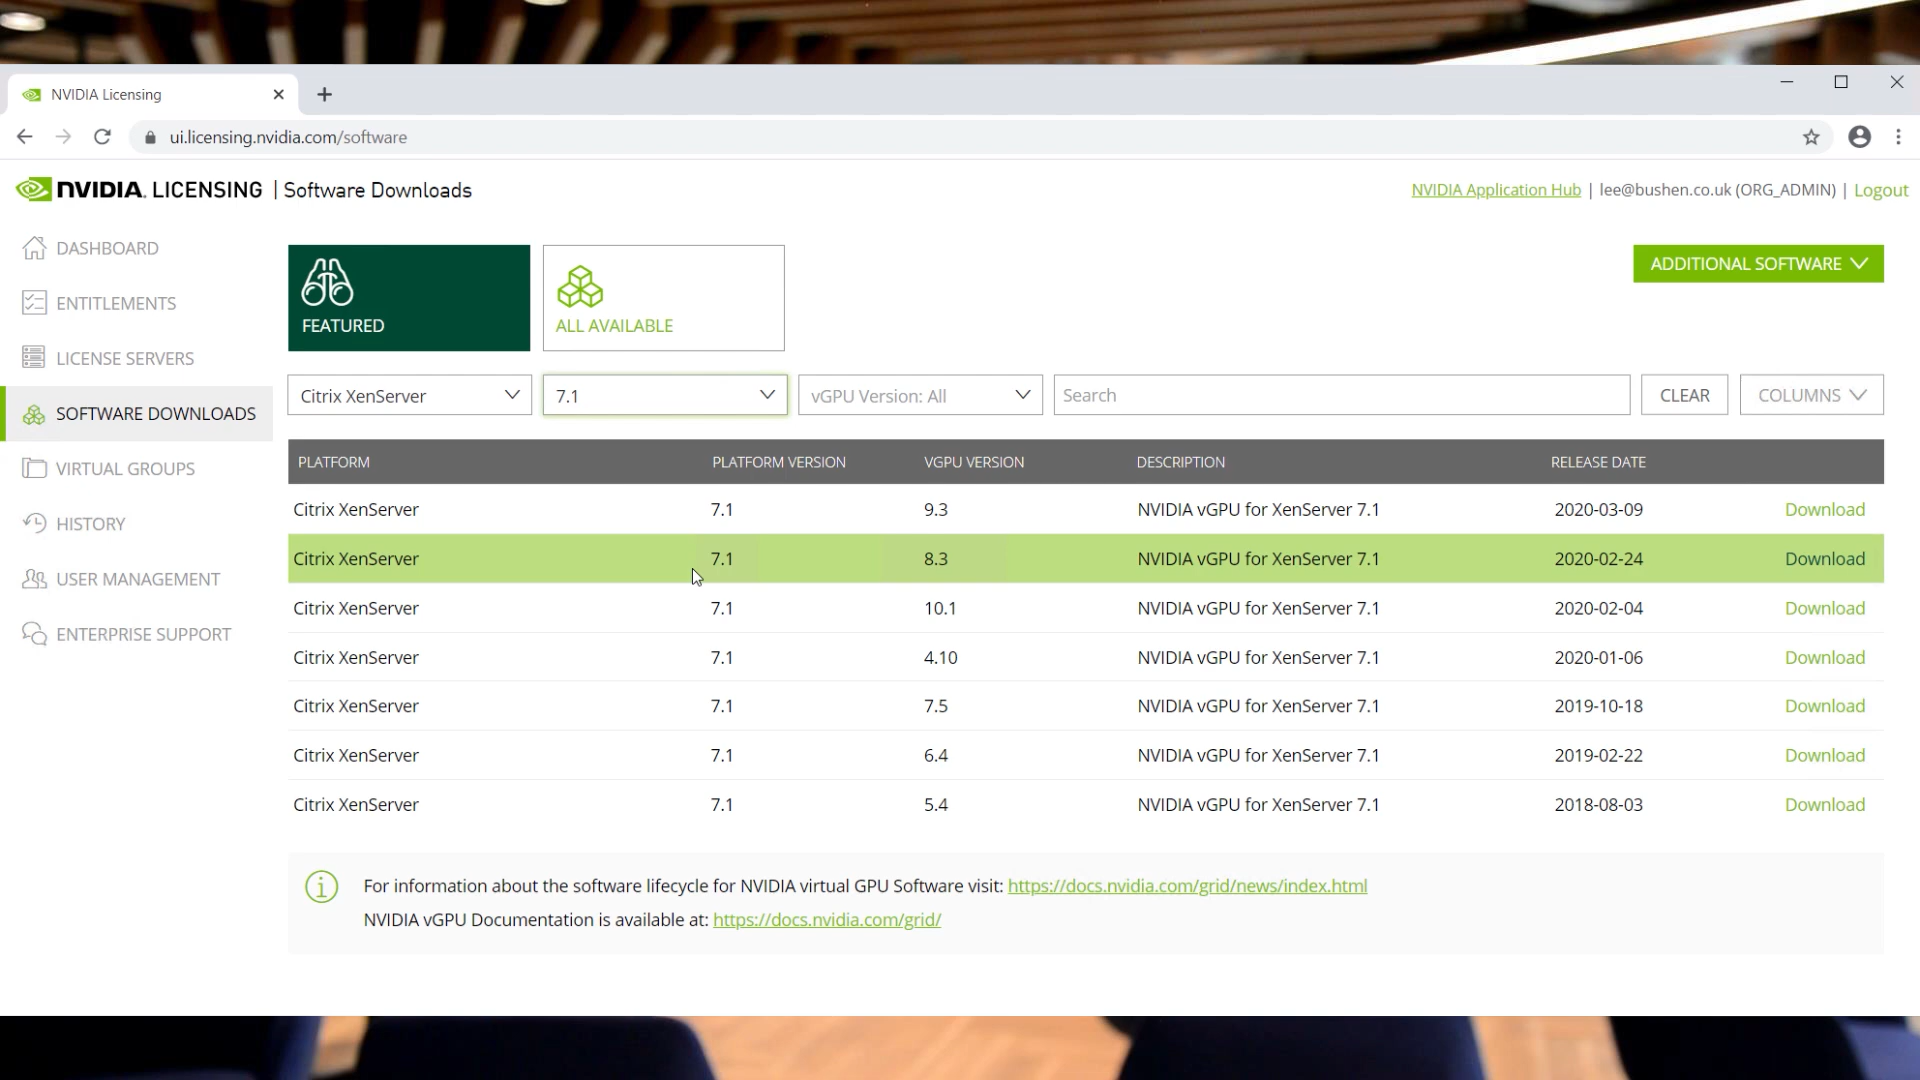 NVIDIA Licensing
ui.licensing.nvidia.com/software
NVIDIA. LICENSING | Software Downloads
NVIDIA Application Hub | lee@bushen.co.uk (ORG_ADMIN) | Logout
DASHBOARD
ENTITLEMENTS
LICENSE SERVERS
SOFTWARE DOWNLOADS
VIRTUAL GROUPS
HISTORY
USER MANAGEMENT
ENTERPRISE SUPPORT
FEATURED
ALL AVAILABLE
ADDITIONAL SOFTWARE
Citrix XenServer 7.1 vGPU Version: All Search CLEAR COLUMNS
PLATFORM PLATFORM VERSION VGPU VERSION DESCRIPTION RELEASE DATE
Citrix XenServer 7.1 9.3 NVIDIA vGPU for XenServer 7.1 2020-03-09 Download
Citrix XenServer 7.1 8.3 NVIDIA vGPU for XenServer 7.1 2020-02-24 Download
Citrix XenServer 7.1 10.1 NVIDIA vGPU for XenServer 7.1 2020-02-04 Download
Citrix XenServer 7.1 4.10 NVIDIA vGPU for XenServer 7.1 2020-01-06 Download
Citrix XenServer 7.1 7.5 NVIDIA vGPU for XenServer 7.1 2019-10-18 Download
Citrix XenServer 7.1 6.4 NVIDIA vGPU for XenServer 7.1 2019-02-22 Download
Citrix XenServer 7.1 5.4 NVIDIA vGPU for XenServer 7.1 2018-08-03 Download
For information about the software lifecycle for NVIDIA virtual GPU Software visit: https://docs.nvidia.com/grid/news/index.html
NVIDIA vGPU Documentation is available at: https://docs.nvidia.com/grid/